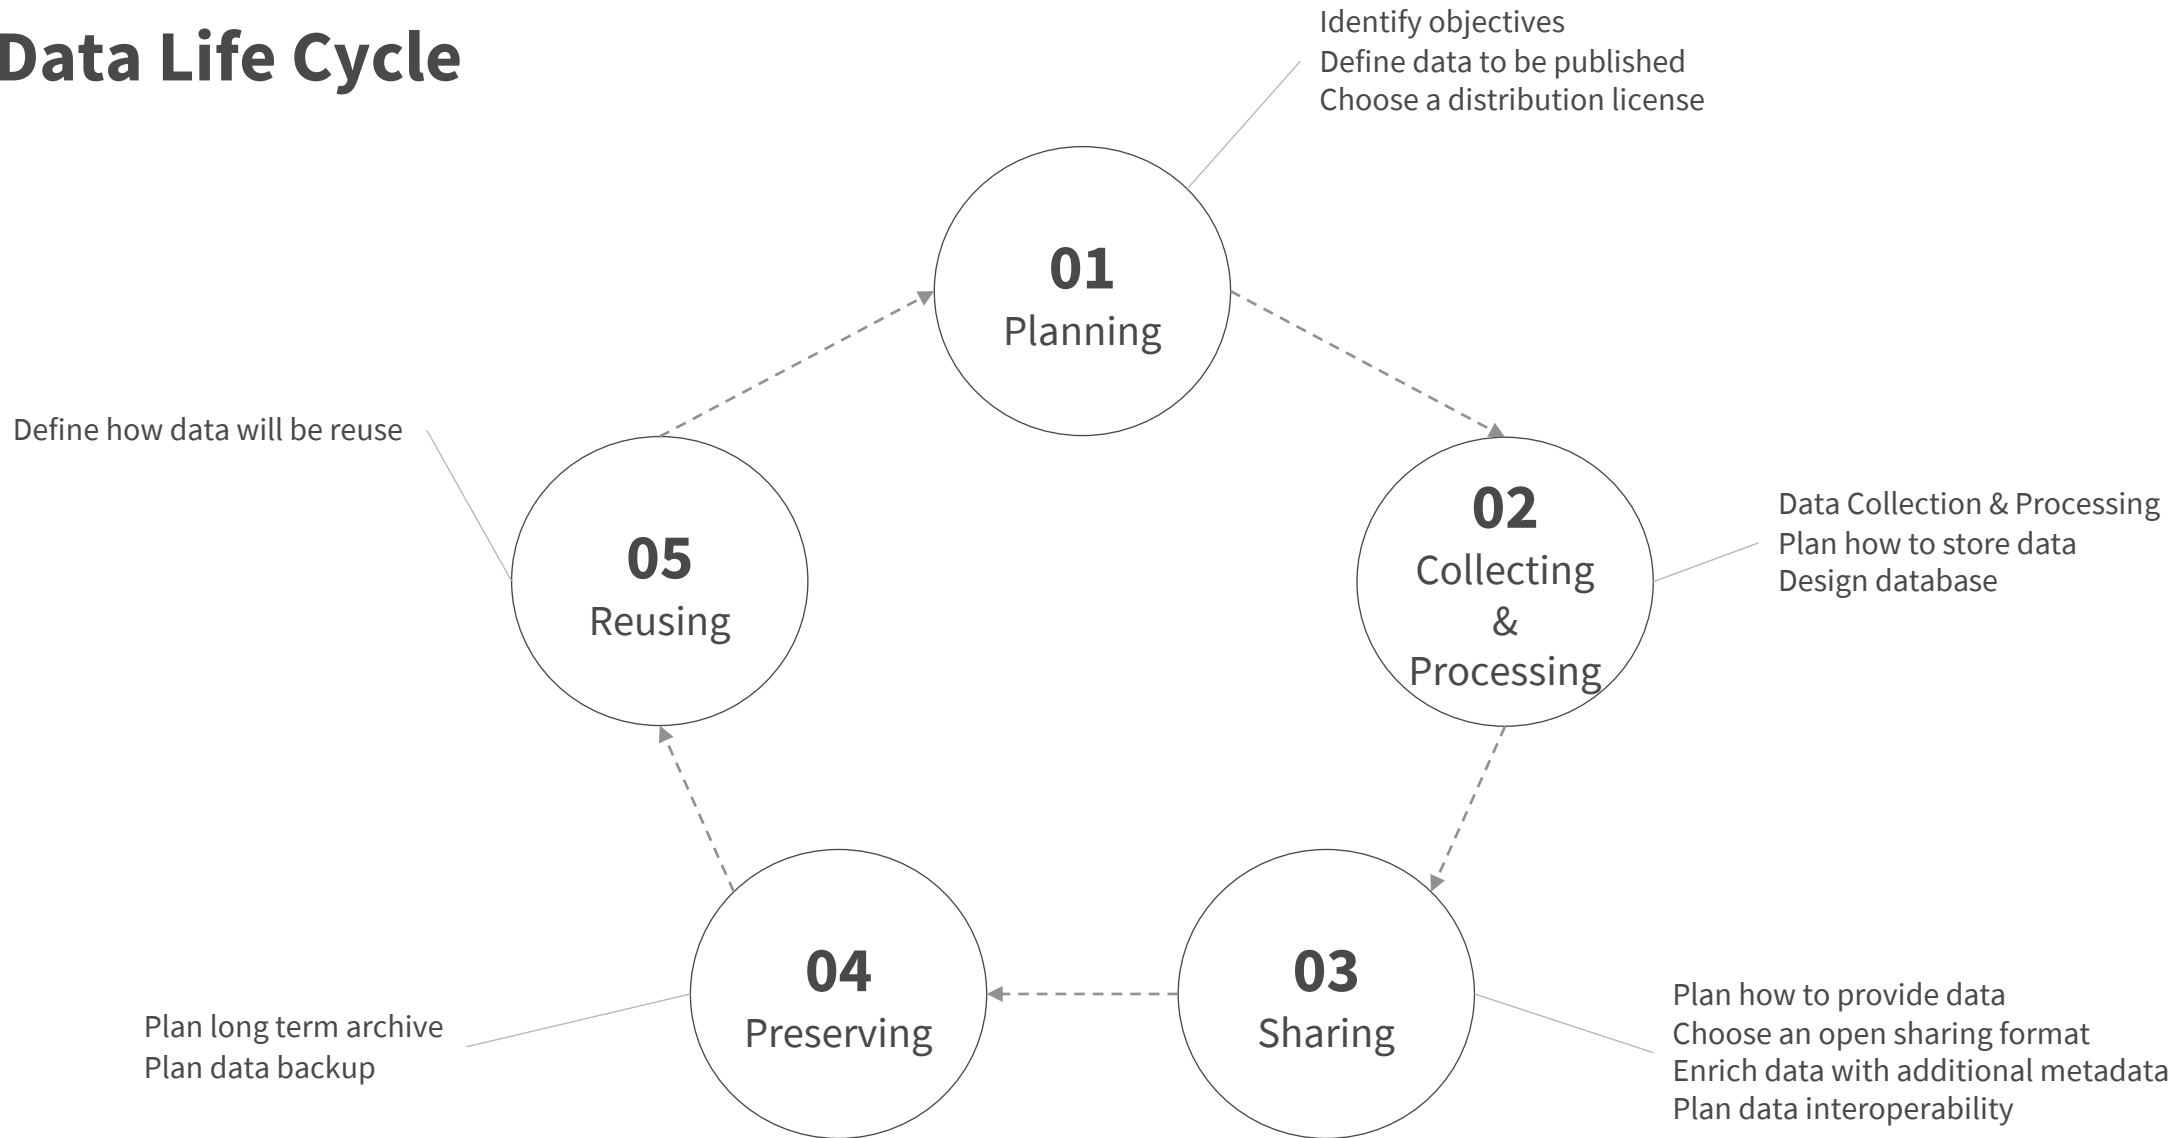 Data Life Cycle
Identify objectives
Define data to be published
Choose a distribution license
01
Planning
02
Collecting
&
Processing
Data Collection & Processing
Plan how to store data
Design database
03
Sharing
Plan how to provide data
Choose an open sharing format
Enrich data with additional metadata
Plan data interoperability
04
Preserving
Plan long term archive
Plan data backup
05
Reusing
Define how data will be reuse